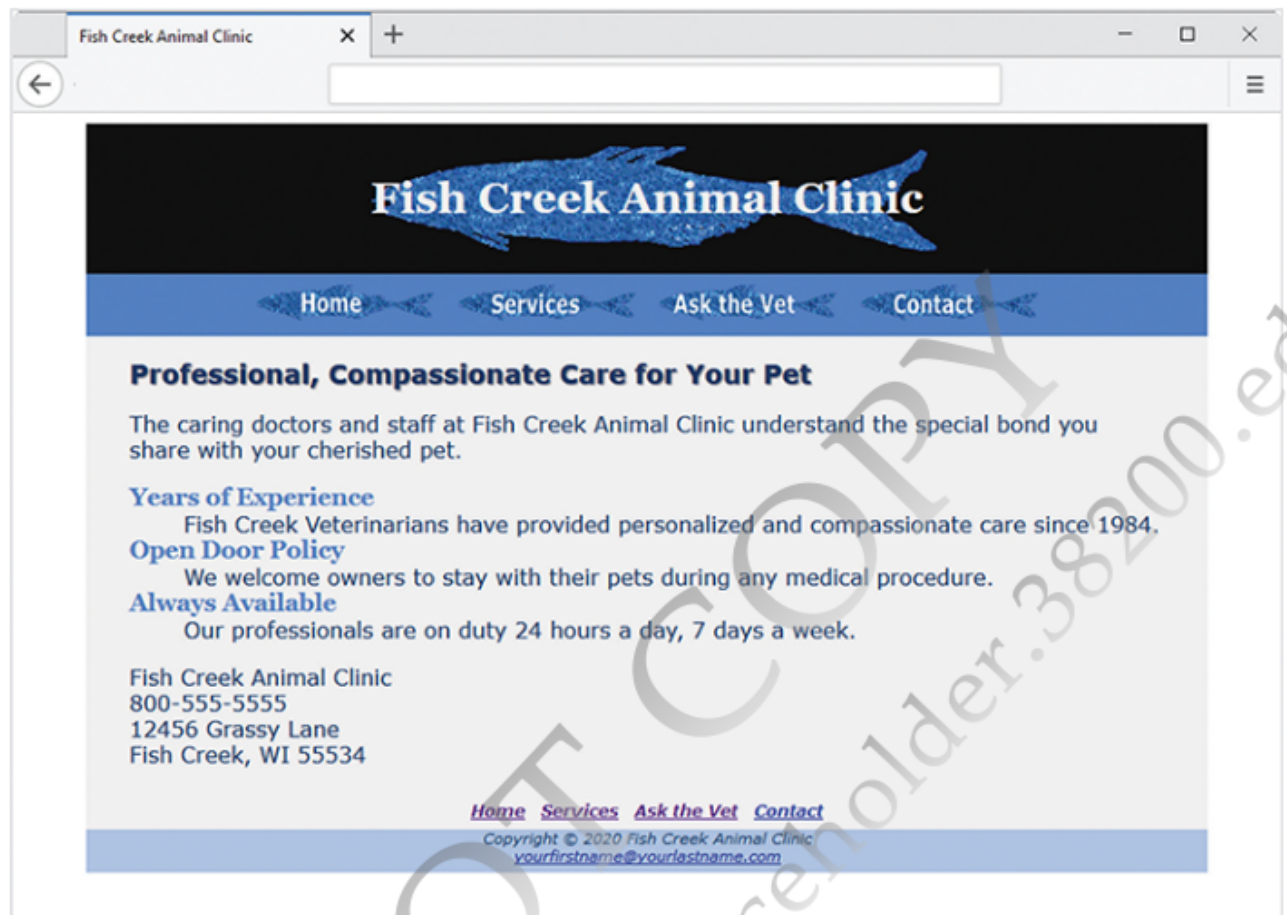 Fish Creek Animal Clinic
Fish Creek Animal Clinic
Home Services Ask the Vet Contact
Professional, Compassionate Care for Your Pet
The caring doctors and staff at Fish Creek Animal Clinic understand the special bond you
share with your cherished pet.
Years of Experience
Fish Creek Veterinarians have provided personalized and compassionate care since 1984.
Open Door Policy
We welcome owners to stay with their pets during any medical procedure.
Always Available
Our professionals are on duty 24 hours a day, 7 days a week.
Fish Creek Animal Clinic
800-555-5555
12456 Grassy Lane
Fish Creek, WI 55534
Home Services Ask the Vet Contact
Copyright © 2020 Fish Creek Animal Clinic
yourfirstname@yourlastname.com
OT COPY
ceholder.38200.ed